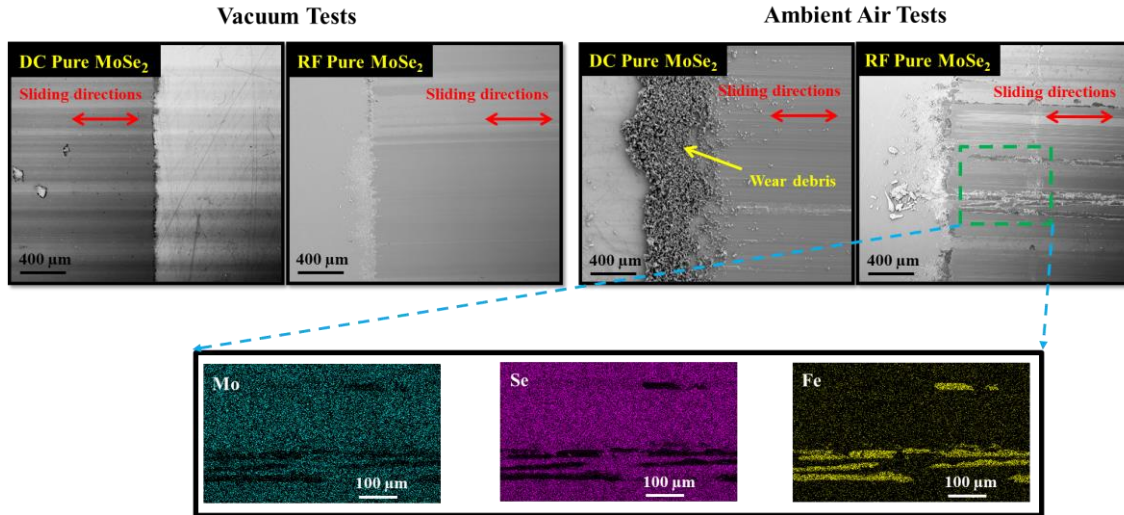 Vacuum Tests
Ambient Air Tests
DC Pure MoSe₂
Sliding directions
400 µm
RF Pure MoSe₂
Sliding directions
400 µm
DC Pure MoSe₂
Sliding directions
Wear debris
400 µm
RF Pure MoSe₂
Sliding directions
400 µm
Mo
100 µm
Se
100 µm
Fe
100 µm